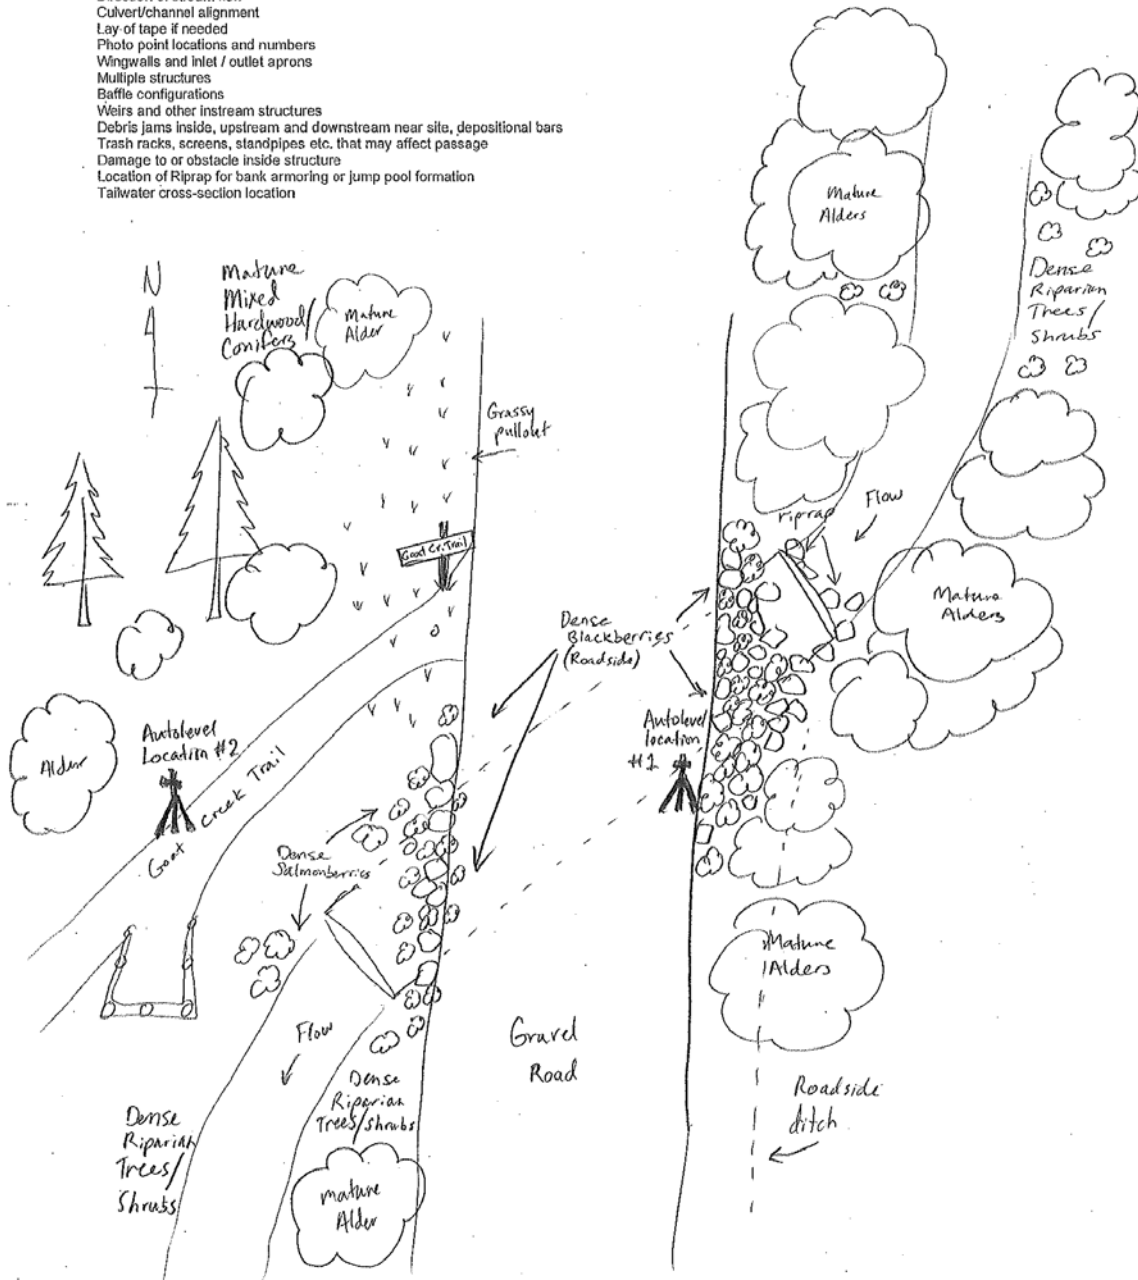 Culvert/channel alignment
Lay of tape if needed
Photo point locations and numbers
Wingwalls and inlet / outlet aprons
Multiple structures
Baffle configurations
Weirs and other instream structures
Debris jams inside, upstream and downstream near site, depositional bars
Trash racks, screens, standpipes etc. that may affect passage
Damage to or obstacle inside structure
Location of Riprap for bank armoring or jump pool formation
Tailwater cross-section location
Mature
Alders
N
Mature
Mixed
Hardwood/
Conifers
Mature
Alder
Dense
Riparian
Trees/
Shrubs
Grassy
pullout
riprap
Flow
Good Cr. Trail
Mature
Alders
Dense
Blackberries
(Roadside)
Autolevel
Location #2
Autolevel
location
#1
Alder
Goat Creek Trail
Dense
Salmonberries
Mature
Alders
Flow
Gravel
Road
Dense
Riparian
Trees/shrubs
Roadside
ditch
Dense
Riparian
Trees/
Shrubs
mature
Alder